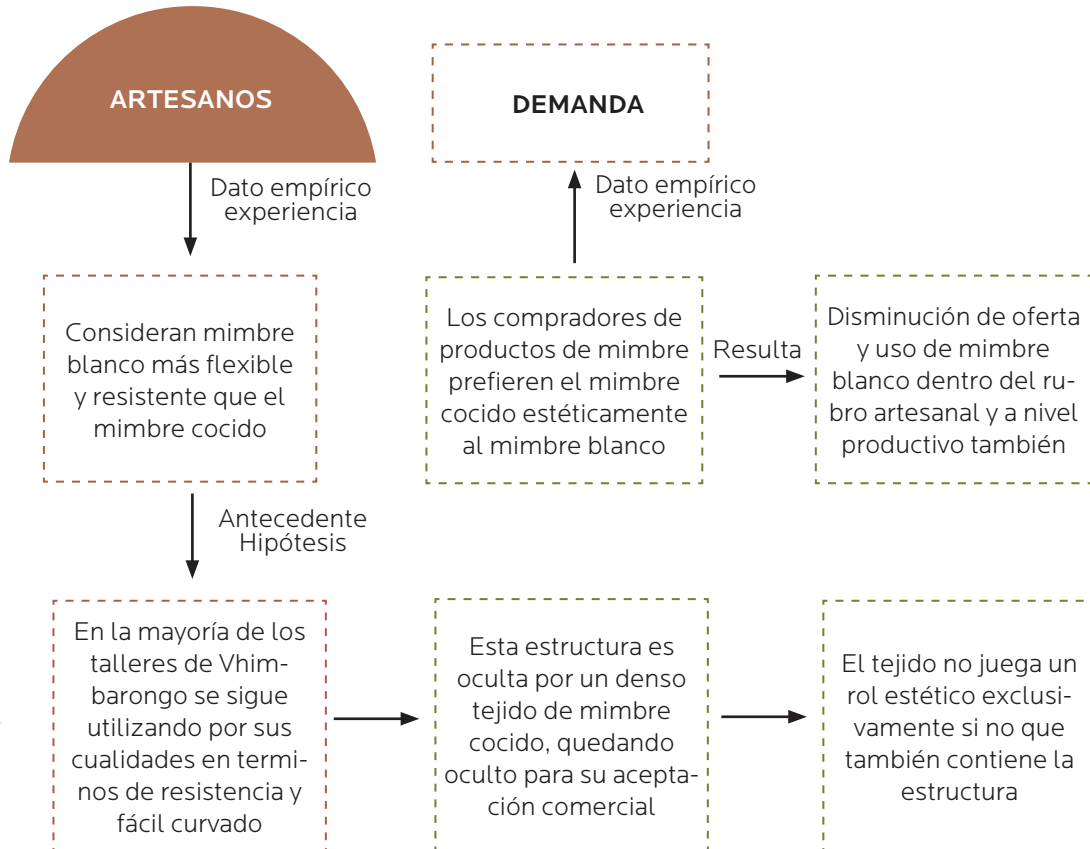 ARTESANOS
Dato empírico
experiencia
Consideran mimbre
blanco más flexible
y resistente que el
mimbre cocido
Antecedente
Hipótesis
En la mayoría de los
talleres de Vhim-
barongo se sigue
utilizando por sus
cualidades en termi-
nos de resistencia y
fácil curvado
DEMANDA
Dato empírico
experiencia
Los compradores de
productos de mimbre
prefieren el mimbre
cocido estéticamente
al mimbre blanco
Resulta
Disminución de oferta
y uso de mimbre
blanco dentro del ru-
bro artesanal y a nivel
productivo también
Esta estructura es
oculta por un denso
tejido de mimbre
cocido, quedando
oculto para su acepta-
ción comercial
El tejido no juega un
rol estético exclusi-
vamente si no que
también contiene la
estructura